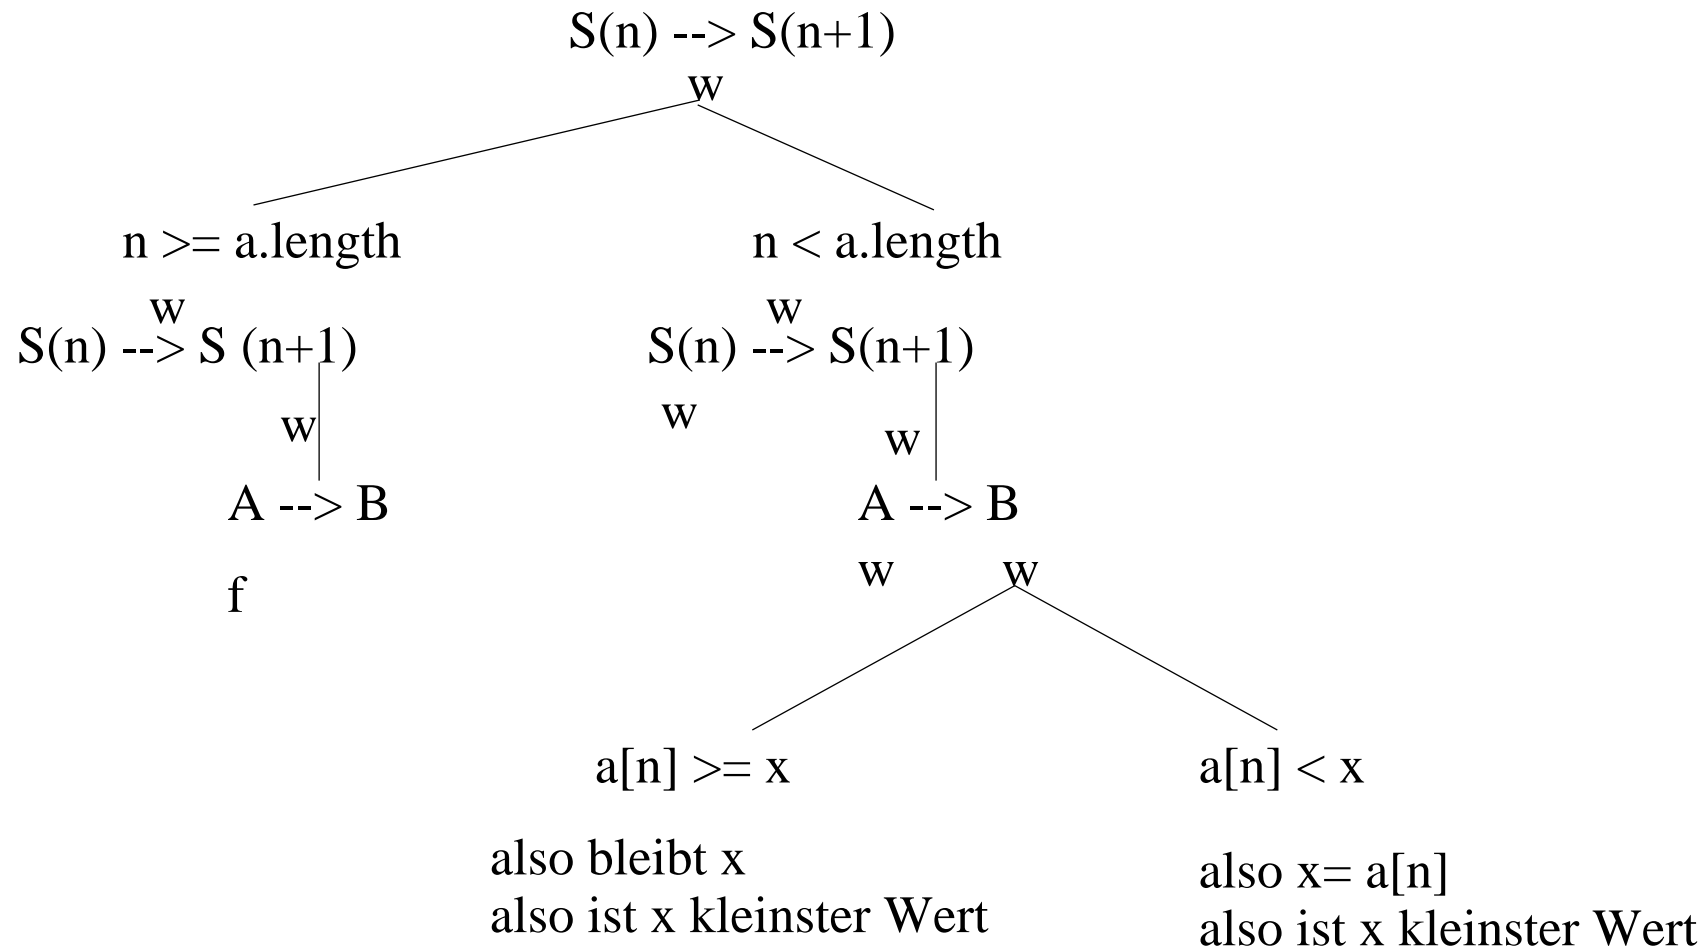 S(n) --> S(n+1)
w
n >= a.length
n < a.length
w
w
S(n) --> S (n+1)
S(n) --> S(n+1)
w
w
w
A --> B
A --> B
f
w w
a[n] >= x
a[n] < x
also bleibt x
also ist x kleinster Wert
also x= a[n]
also ist x kleinster Wert